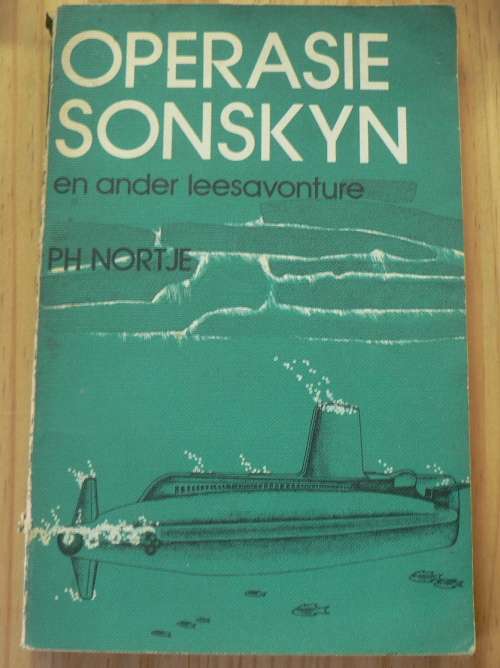 OPERASIE
SONSKYN
en ander leesavonture
PH NORTJE